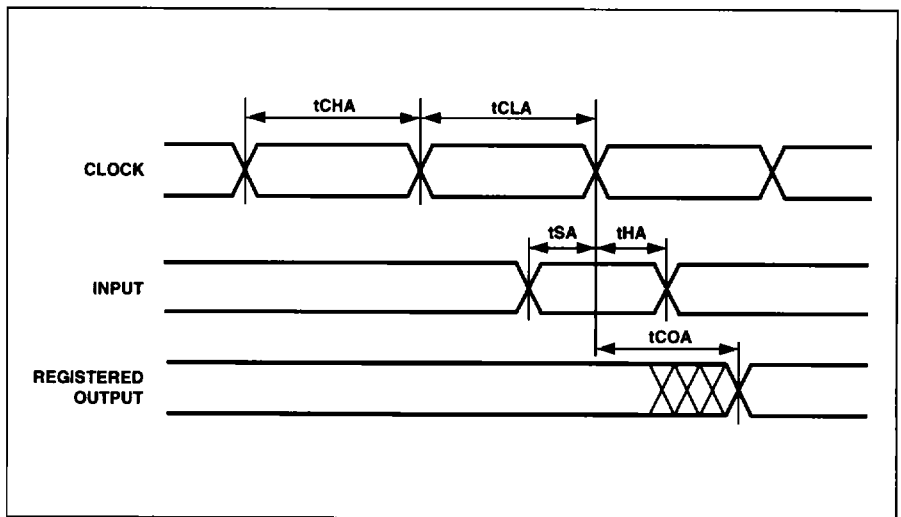 tCHA tCLA
CLOCK
tSA tHA
INPUT
tCOA
REGISTERED
OUTPUT